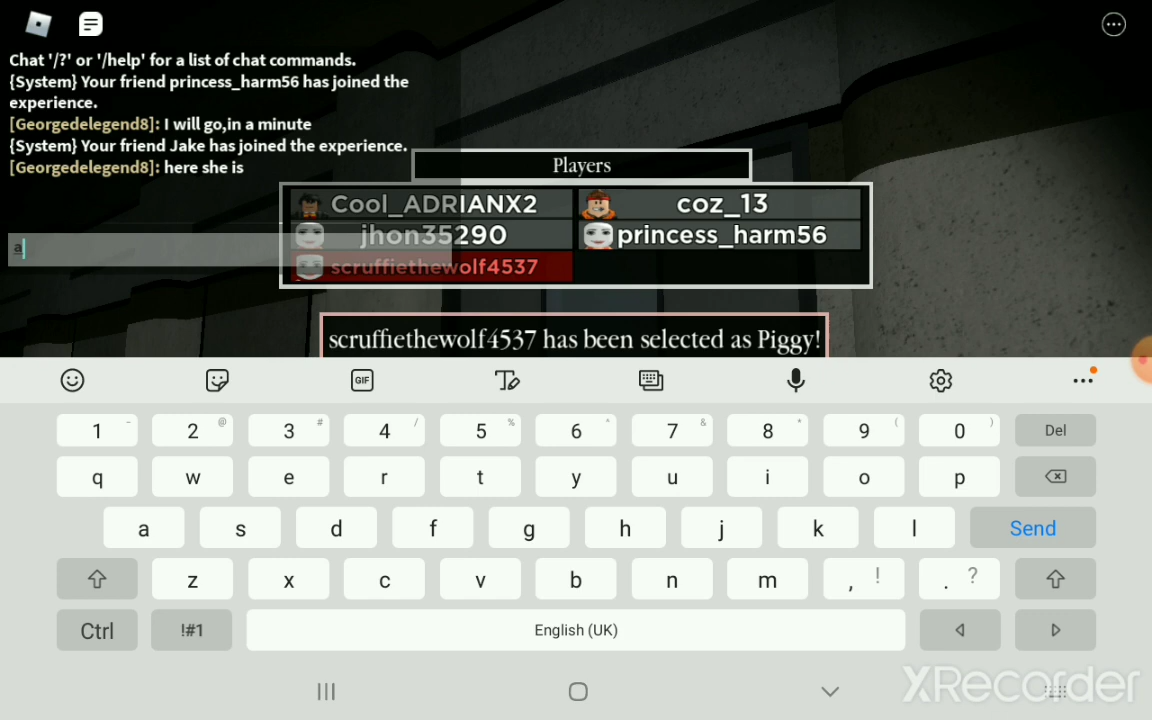 Chat '/?' or '/help' for a list of chat commands.
{System} Your friend princess_harm56 has joined the
experience.
[Georgedelegend8]: I will go,in a minute
{System} Your friend Jake has joined the experience.
[Georgedelegend8]: here she is
a
Players
Cool_ADRIANX2 coz_13
jhon35290 princess_harm56
scruffiethewolf4537
scruffiethewolf4537 has been selected as Piggy!
GIF
1 - 2 @ 3 # 4 / 5 % 6 ^ 7 & 8 * 9 ( 0 ) Del
q w e r t y u i o p
a s d f g h j k l Send
z x c v b n m , ! . ?
Ctrl !#1 English (UK)
XRecorder